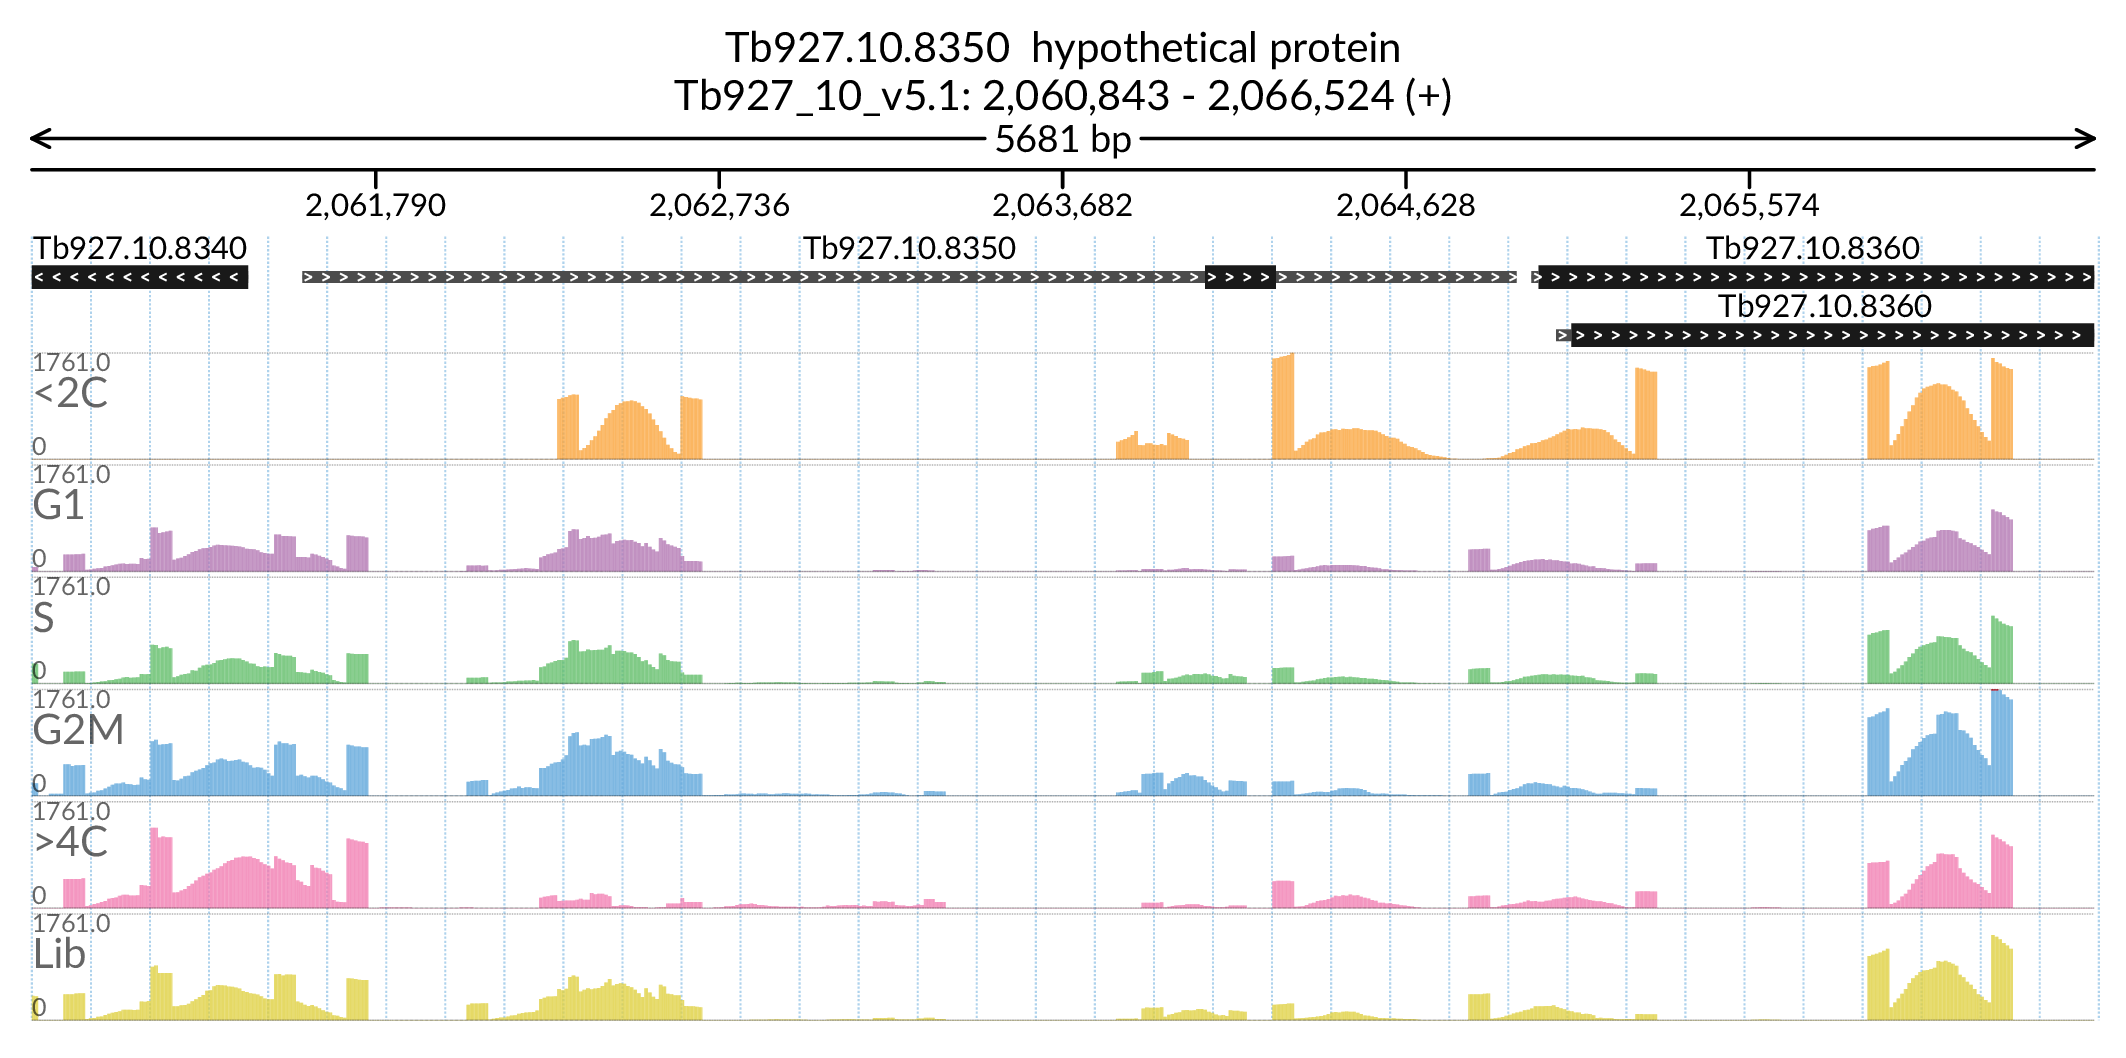 Tb927.10.8350  hypothetical protein
Tb927_10_v5.1: 2,060,843 - 2,066,524 (+)
5681 bp
2,061,790 2,062,736 2,063,682 2,064,628 2,065,574
Tb927.10.8340 Tb927.10.8350 Tb927.10.8360
Tb927.10.8360
1761.0
<2C
0
1761.0
G1
0
1761.0
S
0
1761.0
G2M
0
1761.0
>4C
0
1761.0
Lib
0